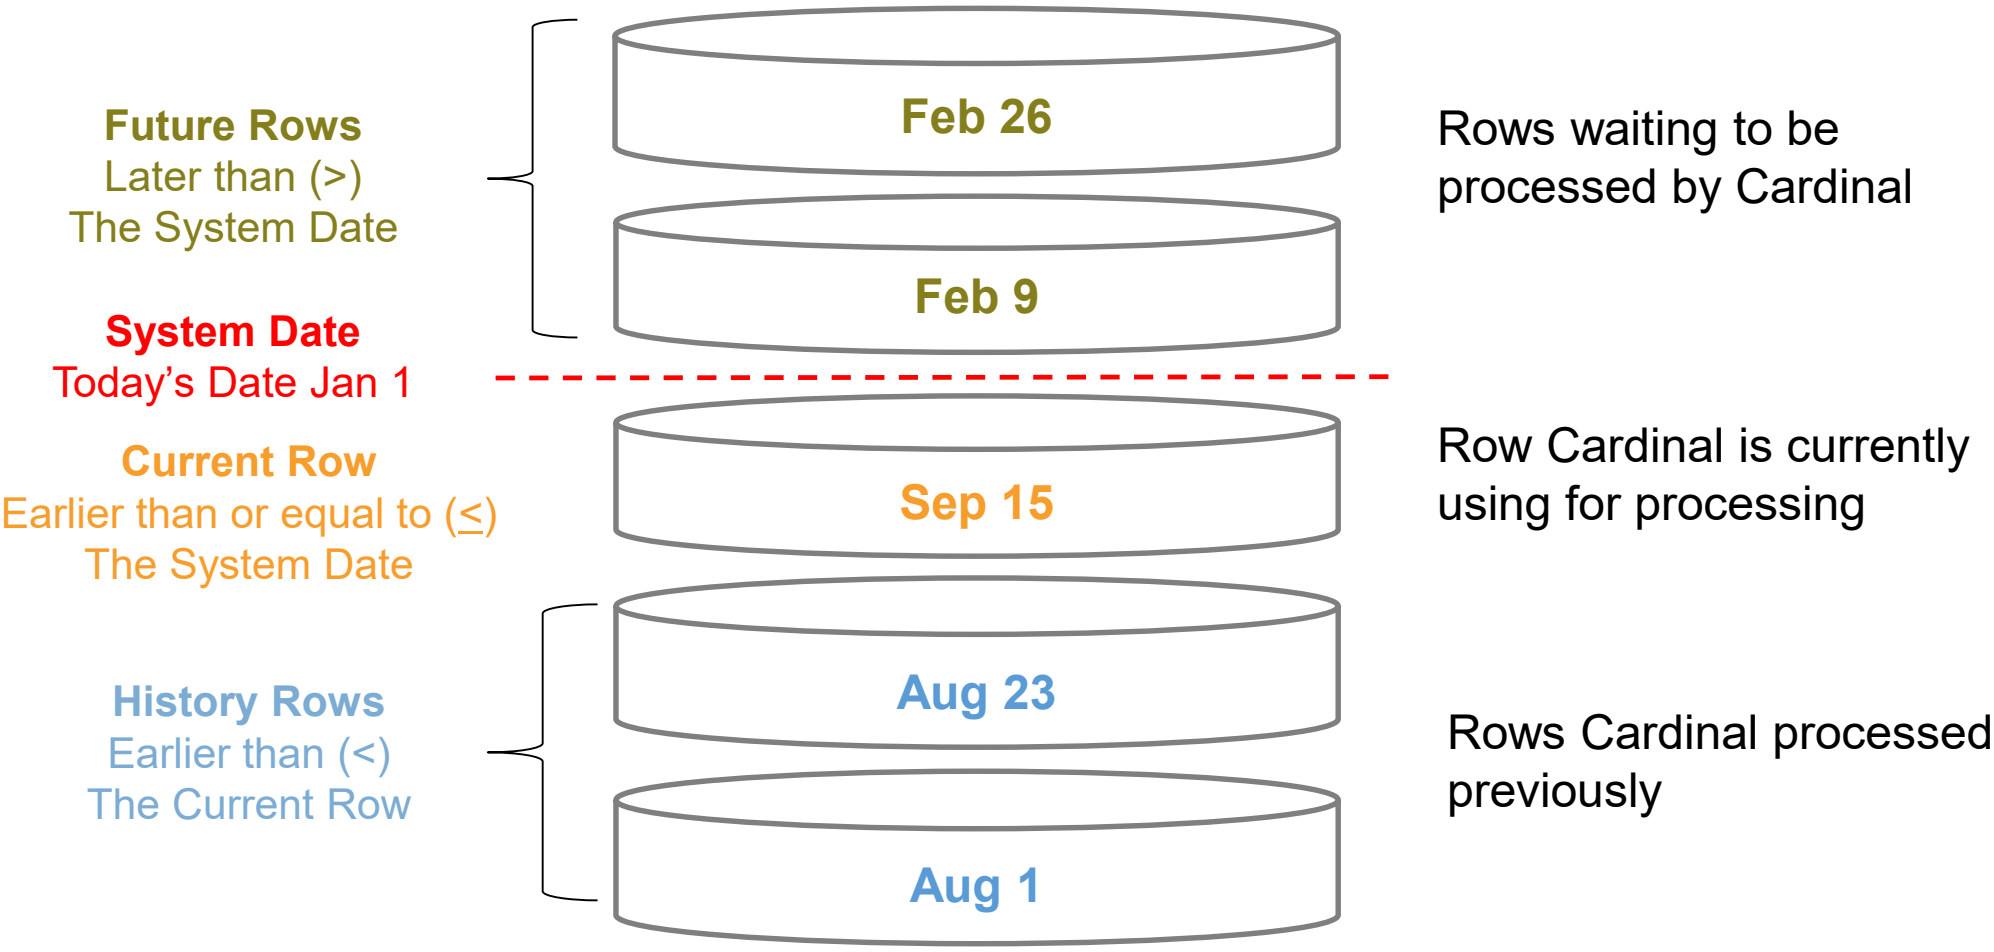 Feb 26
Future Rows
Later than (>)
The System Date
Rows waiting to be
processed by Cardinal
Feb 9
System Date
Today’s Date Jan 1
Current Row
Earlier than or equal to (<)
The System Date
Sep 15
Row Cardinal is currently
using for processing
History Rows
Earlier than (<)
The Current Row
Aug 23
Rows Cardinal processed
previously
Aug 1